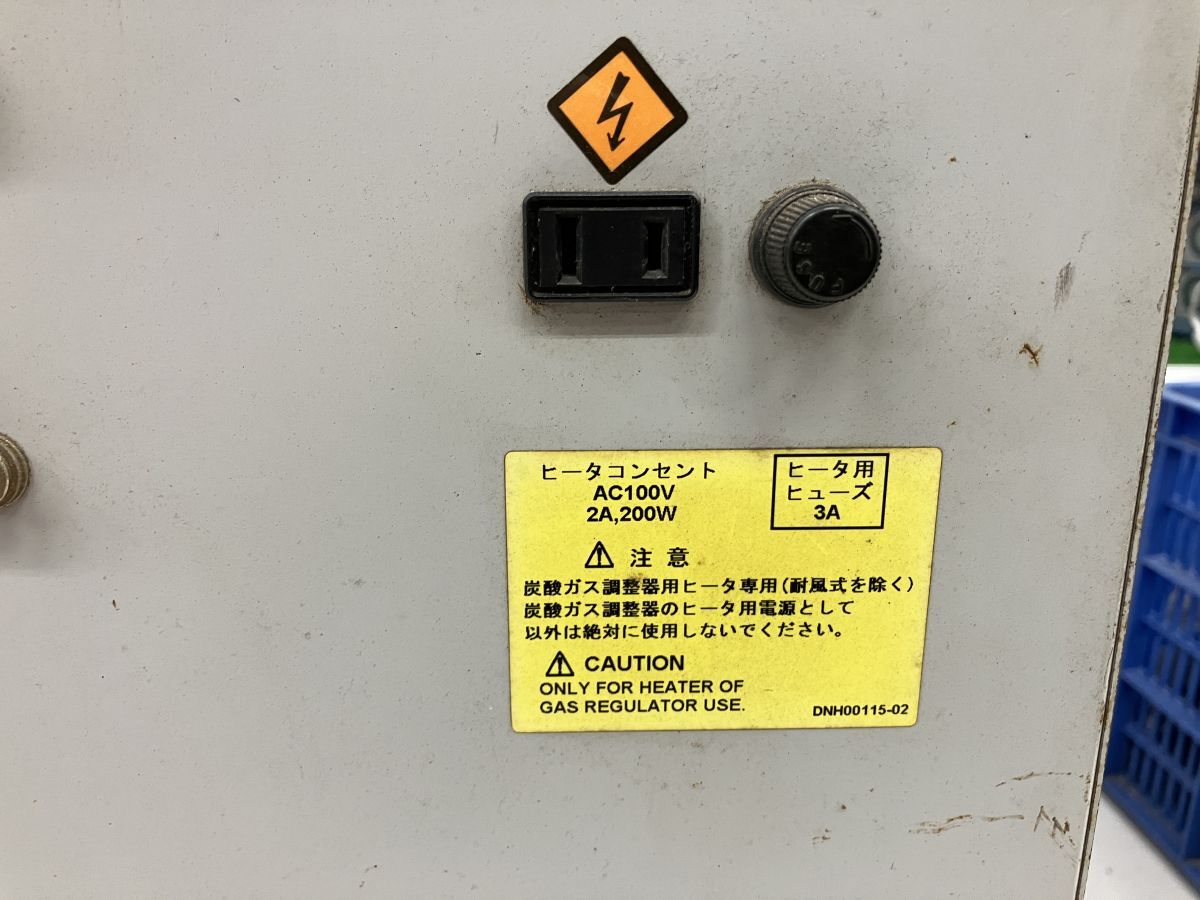 FUSE
ヒータコンセント
AC100V
2A,200W
ヒータ用
ヒューズ
3A
注 意
炭酸ガス調整器用ヒータ専用(耐風式を除く)
炭酸ガス調整器のヒータ用電源として
以外は絶対に使用しないでください。
CAUTION
ONLY FOR HEATER OF
GAS REGULATOR USE.
DNH00115-02